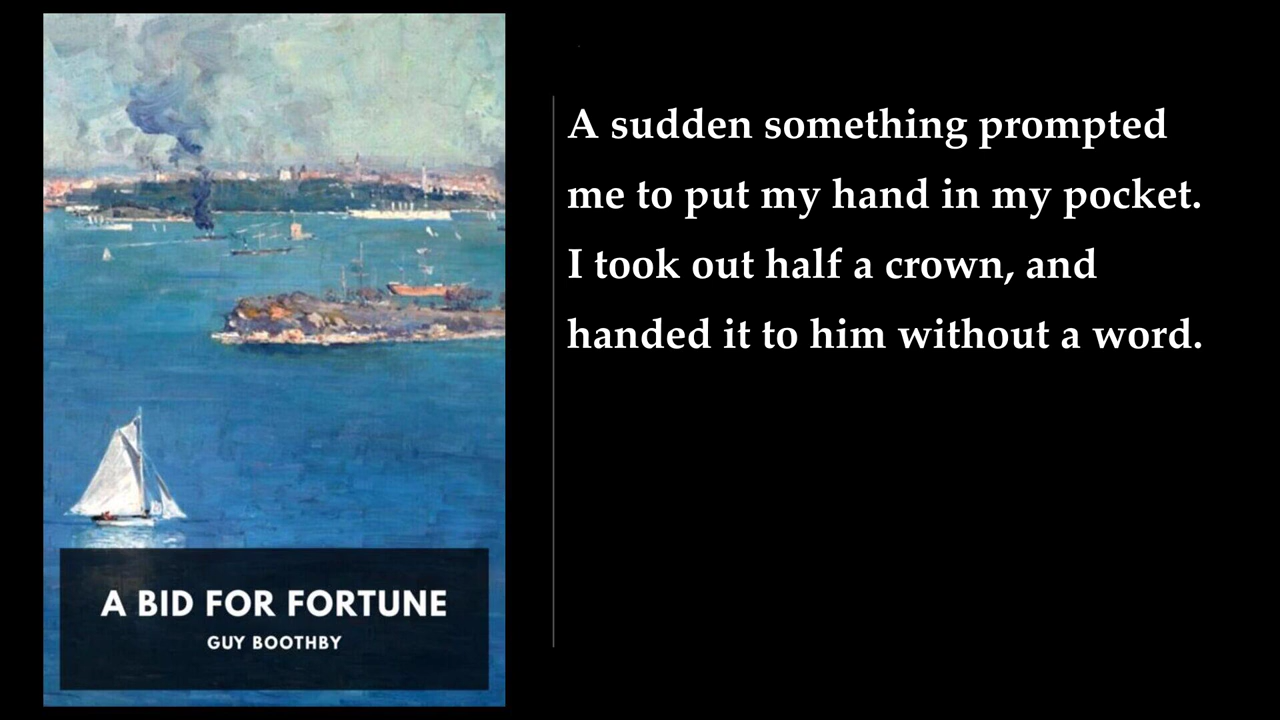 A BID FOR FORTUNE
GUY BOOTHBY
A sudden something prompted
me to put my hand in my pocket.
I took out half a crown, and
handed it to him without a word.